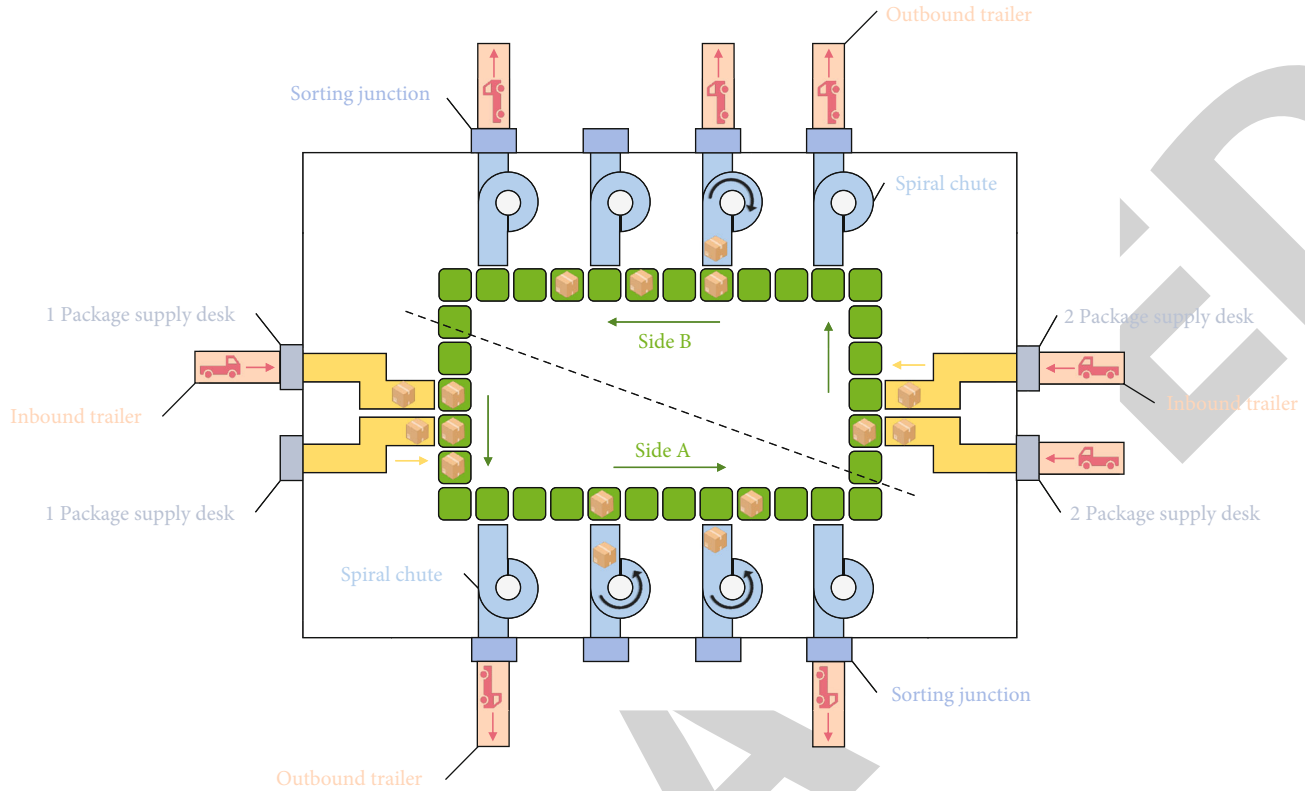 Outbound trailer
Sorting junction
Spiral chute
1 Package supply desk
2 Package supply desk
Side B
Inbound trailer
Inbound trailer
Side A
1 Package supply desk
2 Package supply desk
Spiral chute
Sorting junction
Outbound trailer